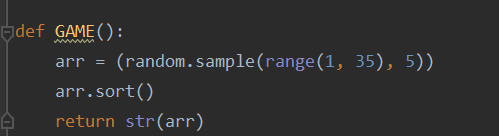 def GAME():
    arr = (random.sample(range(1, 35), 5))
    arr.sort()
    return str(arr)